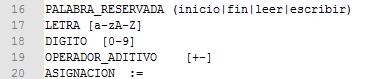 16 PALABRA_RESERVADA (inicio|fin|leer|escribir)
17 LETRA [a-zA-Z]
18 DIGITO [0-9]
19 OPERADOR_ADITIVO [+-]
20 ASIGNACION :=